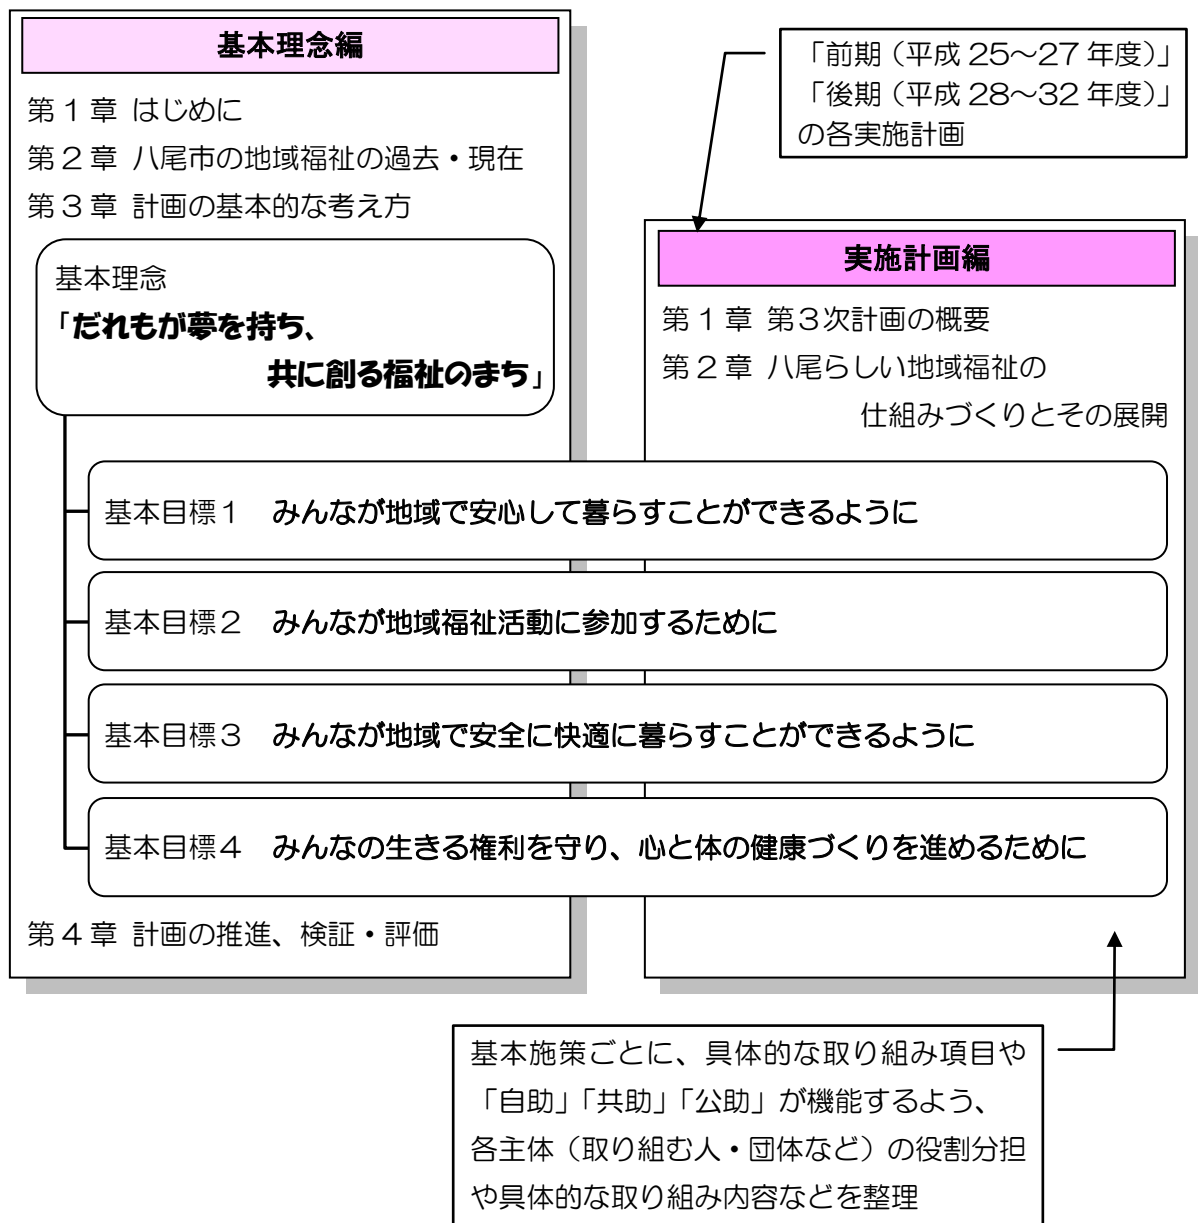 基本理念編
第1章 はじめに
第2章 八尾市の地域福祉の過去・現在
第3章 計画の基本的な考え方
基本理念
「だれもが夢を持ち、
共に創る福祉のまち」
「前期(平成 25～27 年度)」
「後期(平成 28～32 年度)」
の各実施計画
実施計画編
第1章 第3次計画の概要
第2章 八尾らしい地域福祉の
仕組みづくりとその展開
基本目標1 みんなが地域で安心して暮らすことができるように
基本目標2 みんなが地域福祉活動に参加するために
基本目標3 みんなが地域で安全に快適に暮らすことができるように
基本目標4 みんなの生きる権利を守り、心と体の健康づくりを進めるために
第4章 計画の推進、検証・評価
基本施策ごとに、具体的な取り組み項目や
「自助」「共助」「公助」が機能するよう、
各主体（取り組む人・団体など）の役割分担
や具体的な取り組み内容などを整理